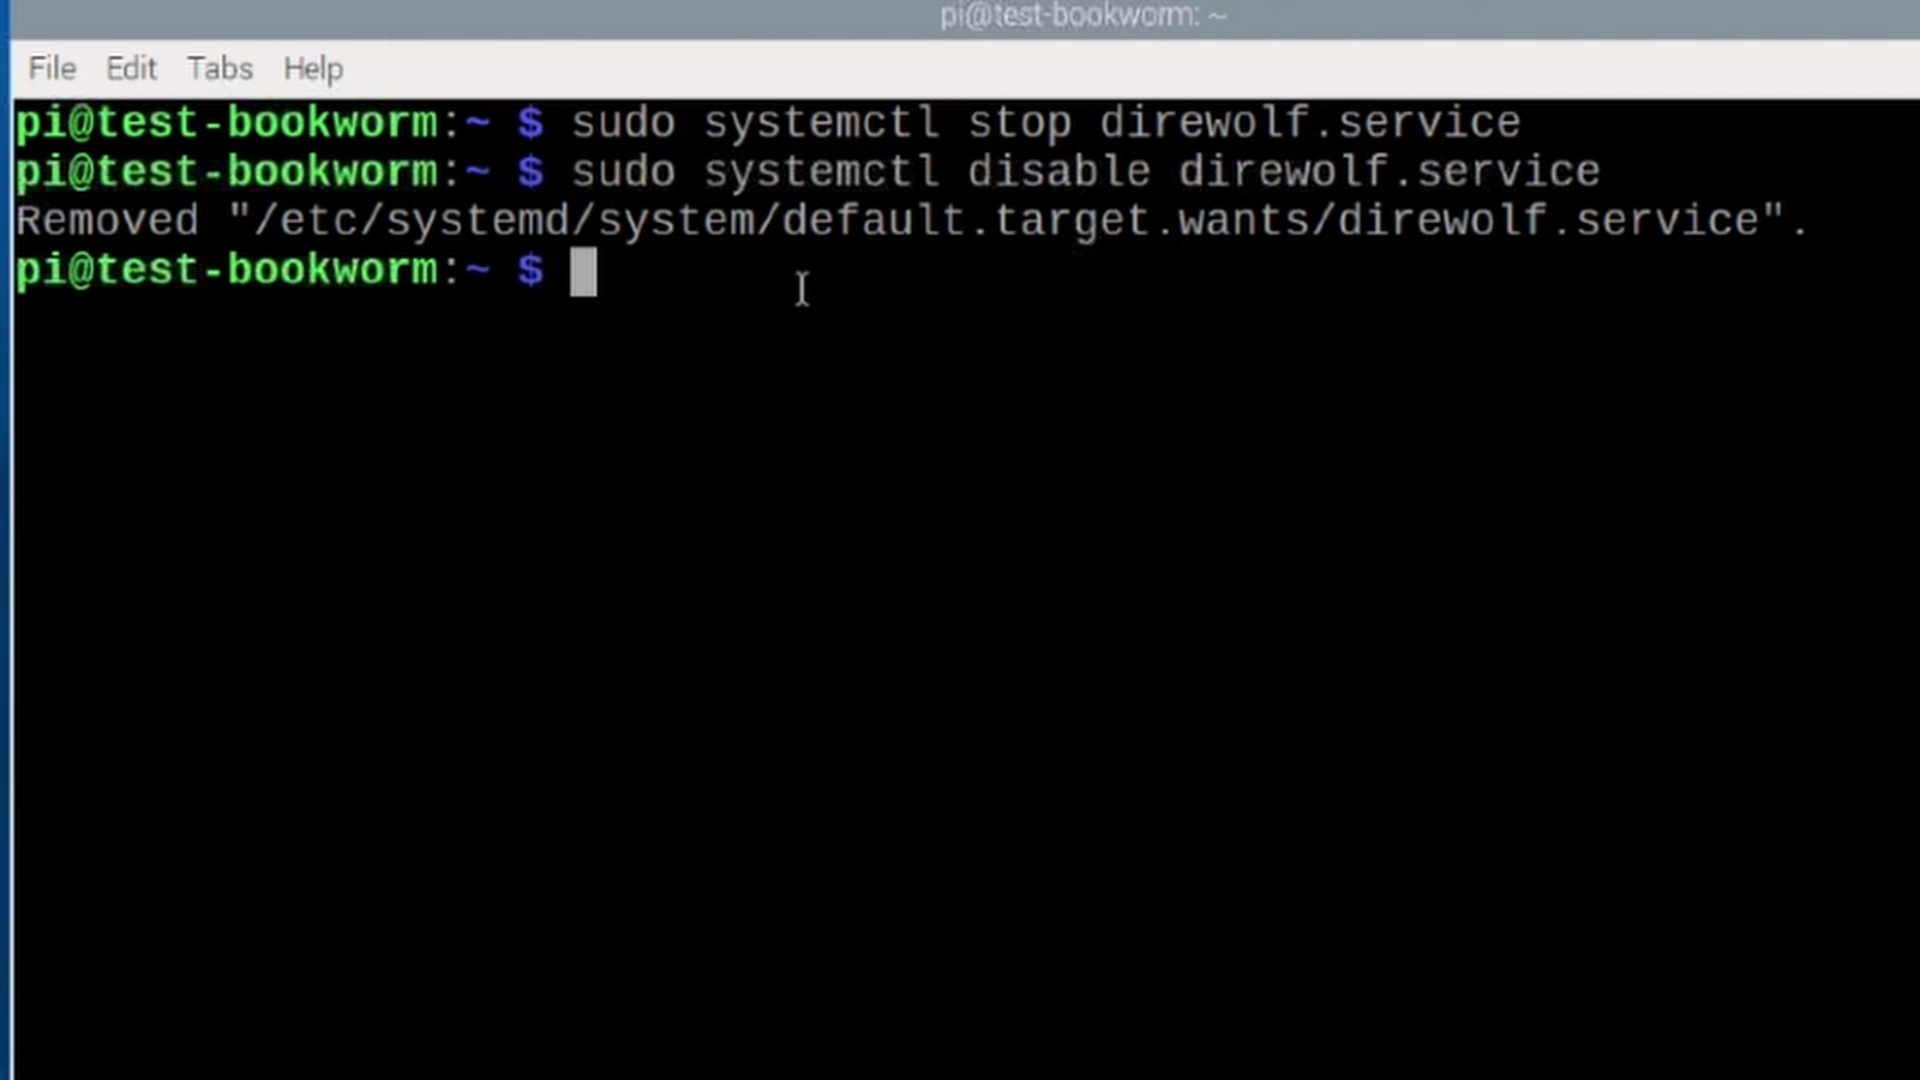 pi@test-bookworm: ~
File Edit Tabs Help
pi@test-bookworm:~ $ sudo systemctl stop direwolf.service
pi@test-bookworm:~ $ sudo systemctl disable direwolf.service
Removed "/etc/systemd/system/default.target.wants/direwolf.service".
pi@test-bookworm:~ $